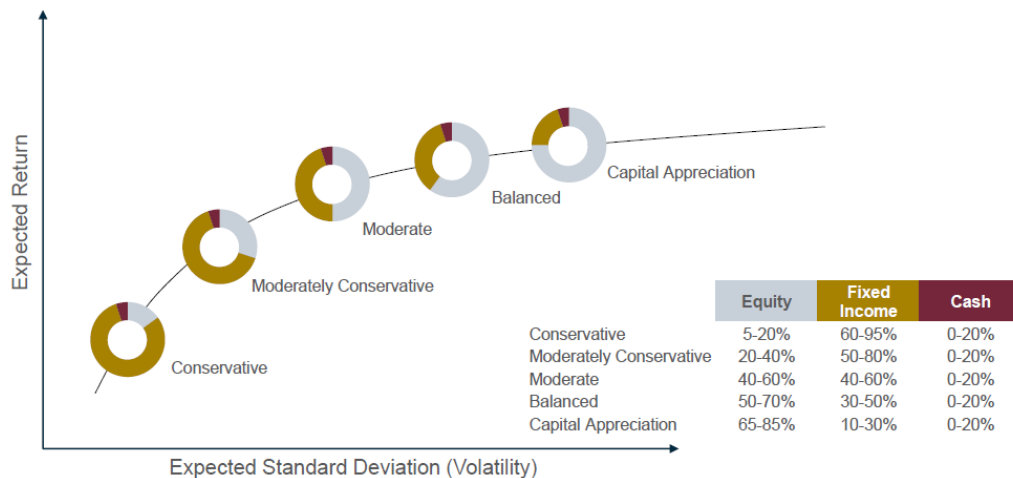 Expected Return
Capital Appreciation
Balanced
Moderate
Moderately Conservative
Conservative
Expected Standard Deviation (Volatility)
Equity Fixed Income Cash
Conservative 5-20% 60-95% 0-20%
Moderately Conservative 20-40% 50-80% 0-20%
Moderate 40-60% 40-60% 0-20%
Balanced 50-70% 30-50% 0-20%
Capital Appreciation 65-85% 10-30% 0-20%